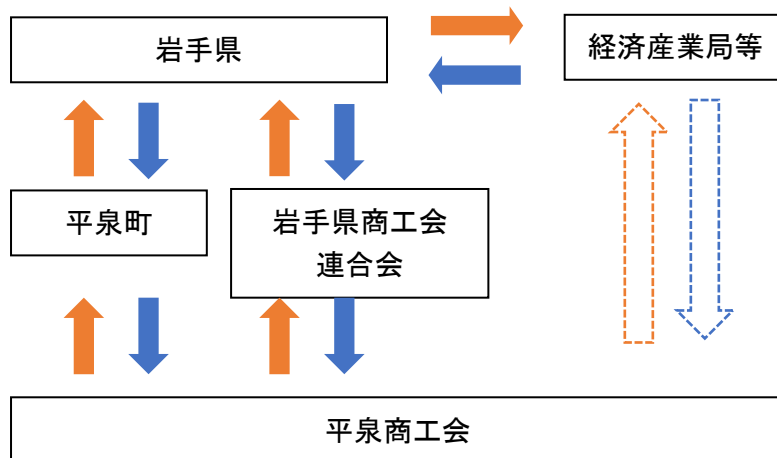 岩手県
経済産業局等
平泉町
岩手県商工会
連合会
平泉商工会